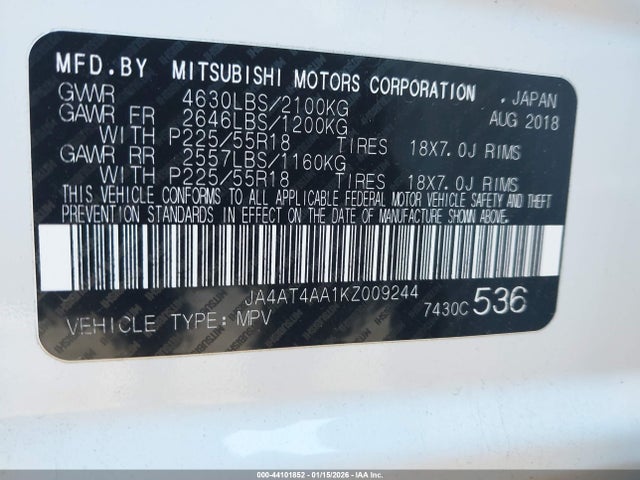 MFD.BY MITSUBISHI MOTORS CORPORATION . JAPAN
GVWR 4630LBS/2100KG AUG 2018
GAWR FR 2646LBS/1200KG
WITH P225/55R18 TIRES 18X7.0J RIMS
GAWR RR 2557LBS/1160KG
WITH P225/55R18 TIRES 18X7.0J RIMS
THIS VEHICLE CONFORMS TO ALL APPLICABLE FEDERAL MOTOR VEHICLE SAFETY AND THEFT
PREVENTION STANDARDS IN EFFECT ON THE DATE OF MANUFACTURE SHOWN ABOVE.
JA4AT4AA1KZ009244
VEHICLE TYPE: MPV 7430C 536
000-44101852 - 01/15/2026 - IAAI.COM